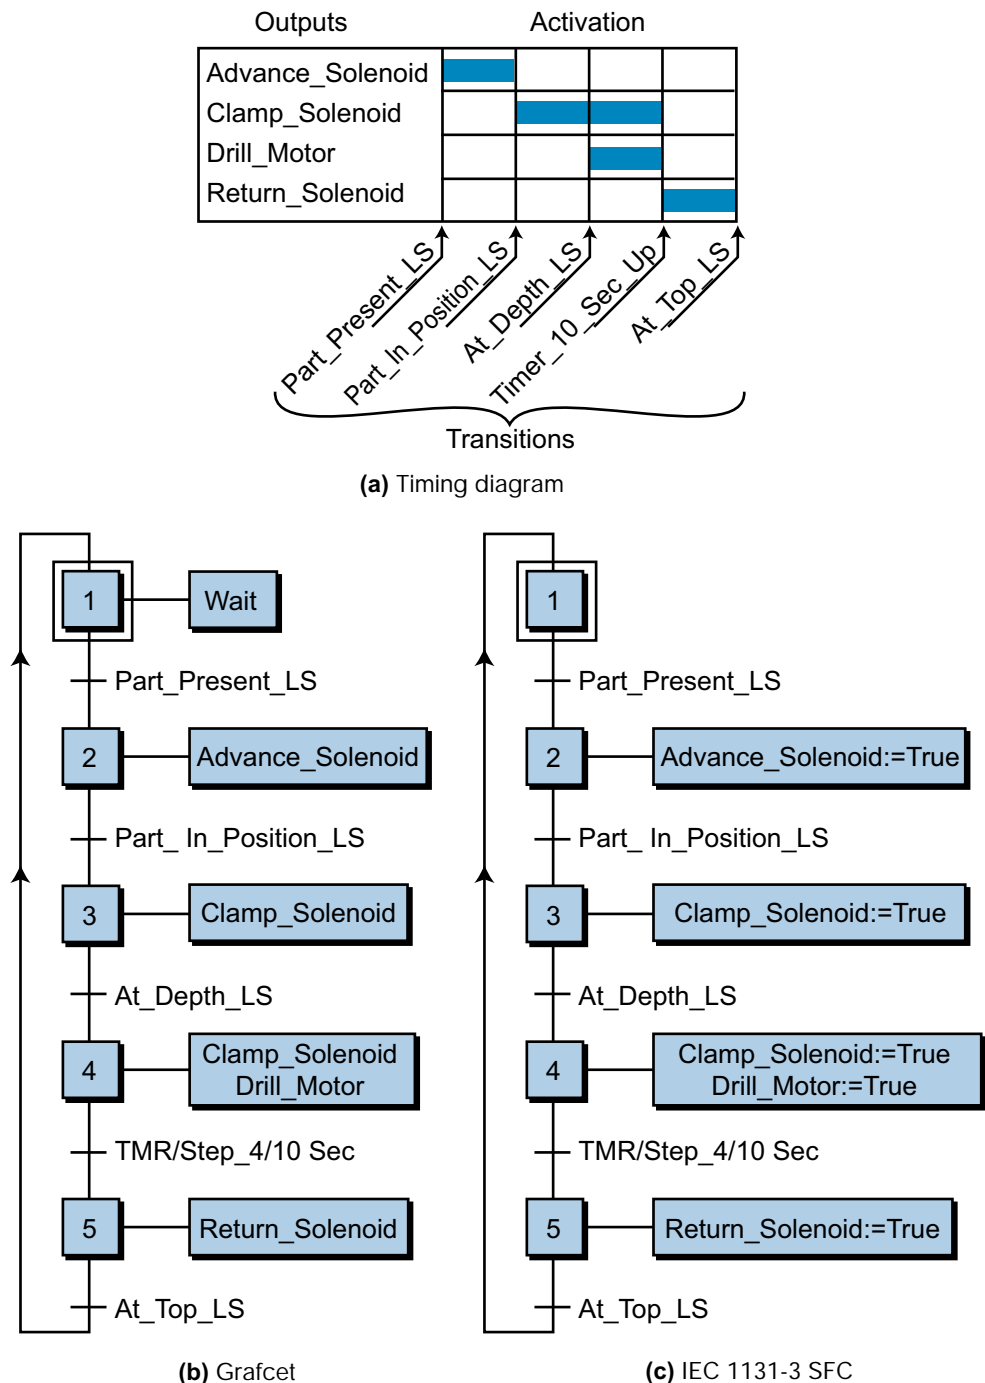 Outputs Activation
Advance_Solenoid
Clamp_Solenoid
Drill_Motor
Return_Solenoid
Part_Present_LS
Part_In_Position_LS
At_Depth_LS
Timer_10_Sec_Up
At_Top_LS
Transitions
(a) Timing diagram
1
Wait
Part_Present_LS
2
Advance_Solenoid
Part_ In_Position_LS
3
Clamp_Solenoid
At_Depth_LS
4
Clamp_Solenoid
Drill_Motor
TMR/Step_4/10 Sec
5
Return_Solenoid
At_Top_LS
(b) Grafcet
1
Part_Present_LS
2
Advance_Solenoid:=True
Part_ In_Position_LS
3
Clamp_Solenoid:=True
At_Depth_LS
4
Clamp_Solenoid:=True
Drill_Motor:=True
TMR/Step_4/10 Sec
5
Return_Solenoid:=True
At_Top_LS
(c) IEC 1131-3 SFC